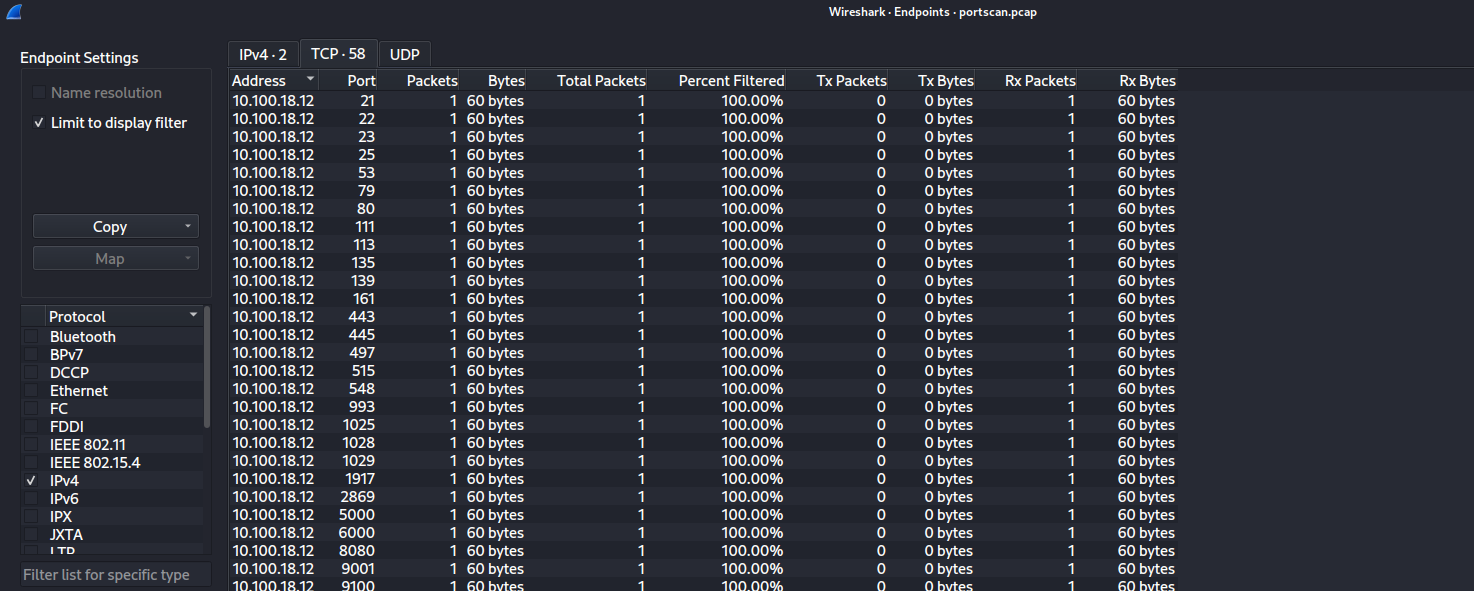 Wireshark · Endpoints · portscan.pcap
Endpoint Settings
Name resolution
Limit to display filter
Copy
Map
Protocol
Bluetooth
BPv7
DCCP
Ethernet
FC
FDDI
IEEE 802.11
IEEE 802.15.4
IPv4
IPv6
IPX
JXTA
LTP
Filter list for specific type
IPv4 · 2 TCP · 58 UDP
Address Port Packets Bytes Total Packets Percent Filtered Tx Packets Tx Bytes Rx Packets Rx Bytes
10.100.18.12 21 1 60 bytes 1 100.00% 0 0 bytes 1 60 bytes
10.100.18.12 22 1 60 bytes 1 100.00% 0 0 bytes 1 60 bytes
10.100.18.12 23 1 60 bytes 1 100.00% 0 0 bytes 1 60 bytes
10.100.18.12 25 1 60 bytes 1 100.00% 0 0 bytes 1 60 bytes
10.100.18.12 53 1 60 bytes 1 100.00% 0 0 bytes 1 60 bytes
10.100.18.12 79 1 60 bytes 1 100.00% 0 0 bytes 1 60 bytes
10.100.18.12 80 1 60 bytes 1 100.00% 0 0 bytes 1 60 bytes
10.100.18.12 111 1 60 bytes 1 100.00% 0 0 bytes 1 60 bytes
10.100.18.12 113 1 60 bytes 1 100.00% 0 0 bytes 1 60 bytes
10.100.18.12 135 1 60 bytes 1 100.00% 0 0 bytes 1 60 bytes
10.100.18.12 139 1 60 bytes 1 100.00% 0 0 bytes 1 60 bytes
10.100.18.12 161 1 60 bytes 1 100.00% 0 0 bytes 1 60 bytes
10.100.18.12 443 1 60 bytes 1 100.00% 0 0 bytes 1 60 bytes
10.100.18.12 445 1 60 bytes 1 100.00% 0 0 bytes 1 60 bytes
10.100.18.12 497 1 60 bytes 1 100.00% 0 0 bytes 1 60 bytes
10.100.18.12 515 1 60 bytes 1 100.00% 0 0 bytes 1 60 bytes
10.100.18.12 548 1 60 bytes 1 100.00% 0 0 bytes 1 60 bytes
10.100.18.12 993 1 60 bytes 1 100.00% 0 0 bytes 1 60 bytes
10.100.18.12 1025 1 60 bytes 1 100.00% 0 0 bytes 1 60 bytes
10.100.18.12 1028 1 60 bytes 1 100.00% 0 0 bytes 1 60 bytes
10.100.18.12 1029 1 60 bytes 1 100.00% 0 0 bytes 1 60 bytes
10.100.18.12 1917 1 60 bytes 1 100.00% 0 0 bytes 1 60 bytes
10.100.18.12 2869 1 60 bytes 1 100.00% 0 0 bytes 1 60 bytes
10.100.18.12 5000 1 60 bytes 1 100.00% 0 0 bytes 1 60 bytes
10.100.18.12 6000 1 60 bytes 1 100.00% 0 0 bytes 1 60 bytes
10.100.18.12 8080 1 60 bytes 1 100.00% 0 0 bytes 1 60 bytes
10.100.18.12 9001 1 60 bytes 1 100.00% 0 0 bytes 1 60 bytes
10.100.18.12 9100 1 60 bytes 1 100.00% 0 0 bytes 1 60 bytes